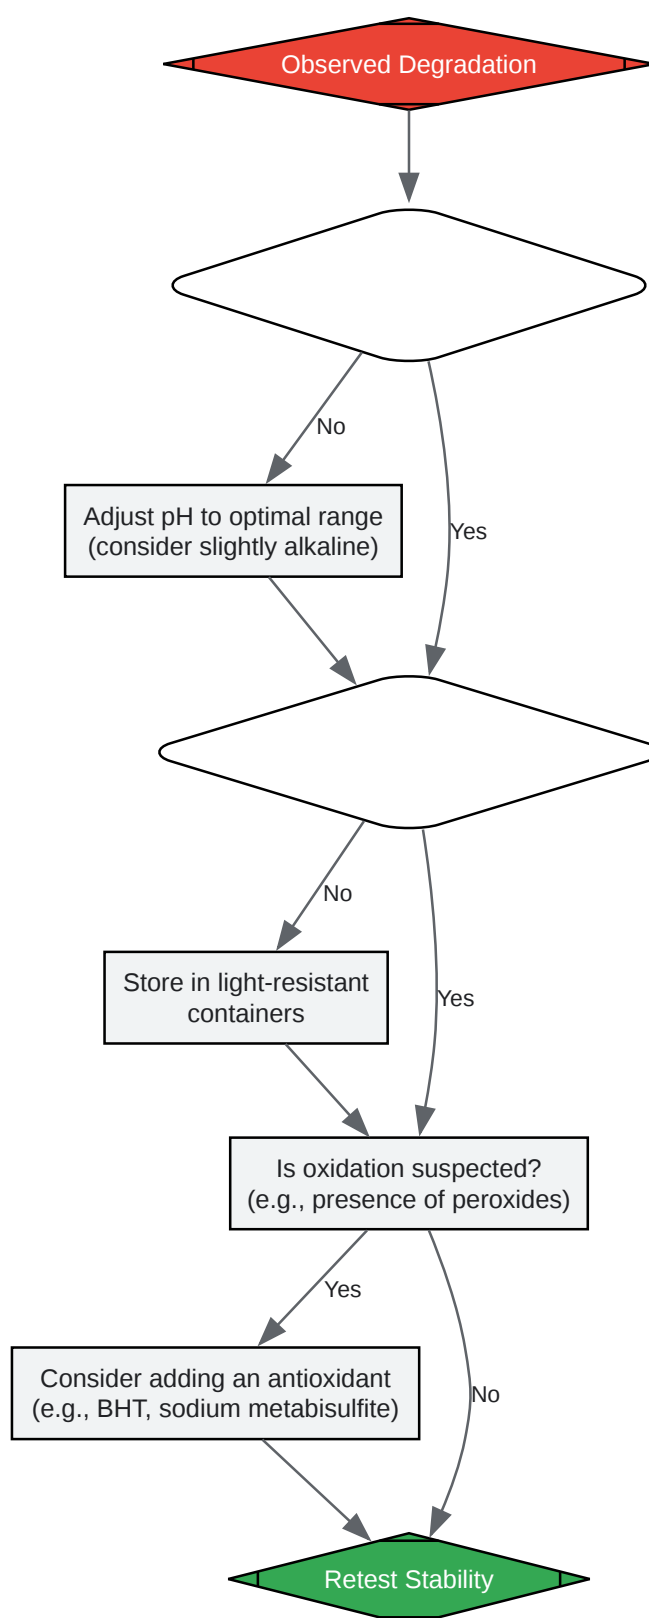 Observed Degradation
No
Adjust pH to optimal range
(consider slightly alkaline)
Yes
No
Store in light-resistant
containers
Yes
Is oxidation suspected?
(e.g., presence of peroxides)
Yes
Consider adding an antioxidant
(e.g., BHT, sodium metabisulfite)
No
Retest Stability